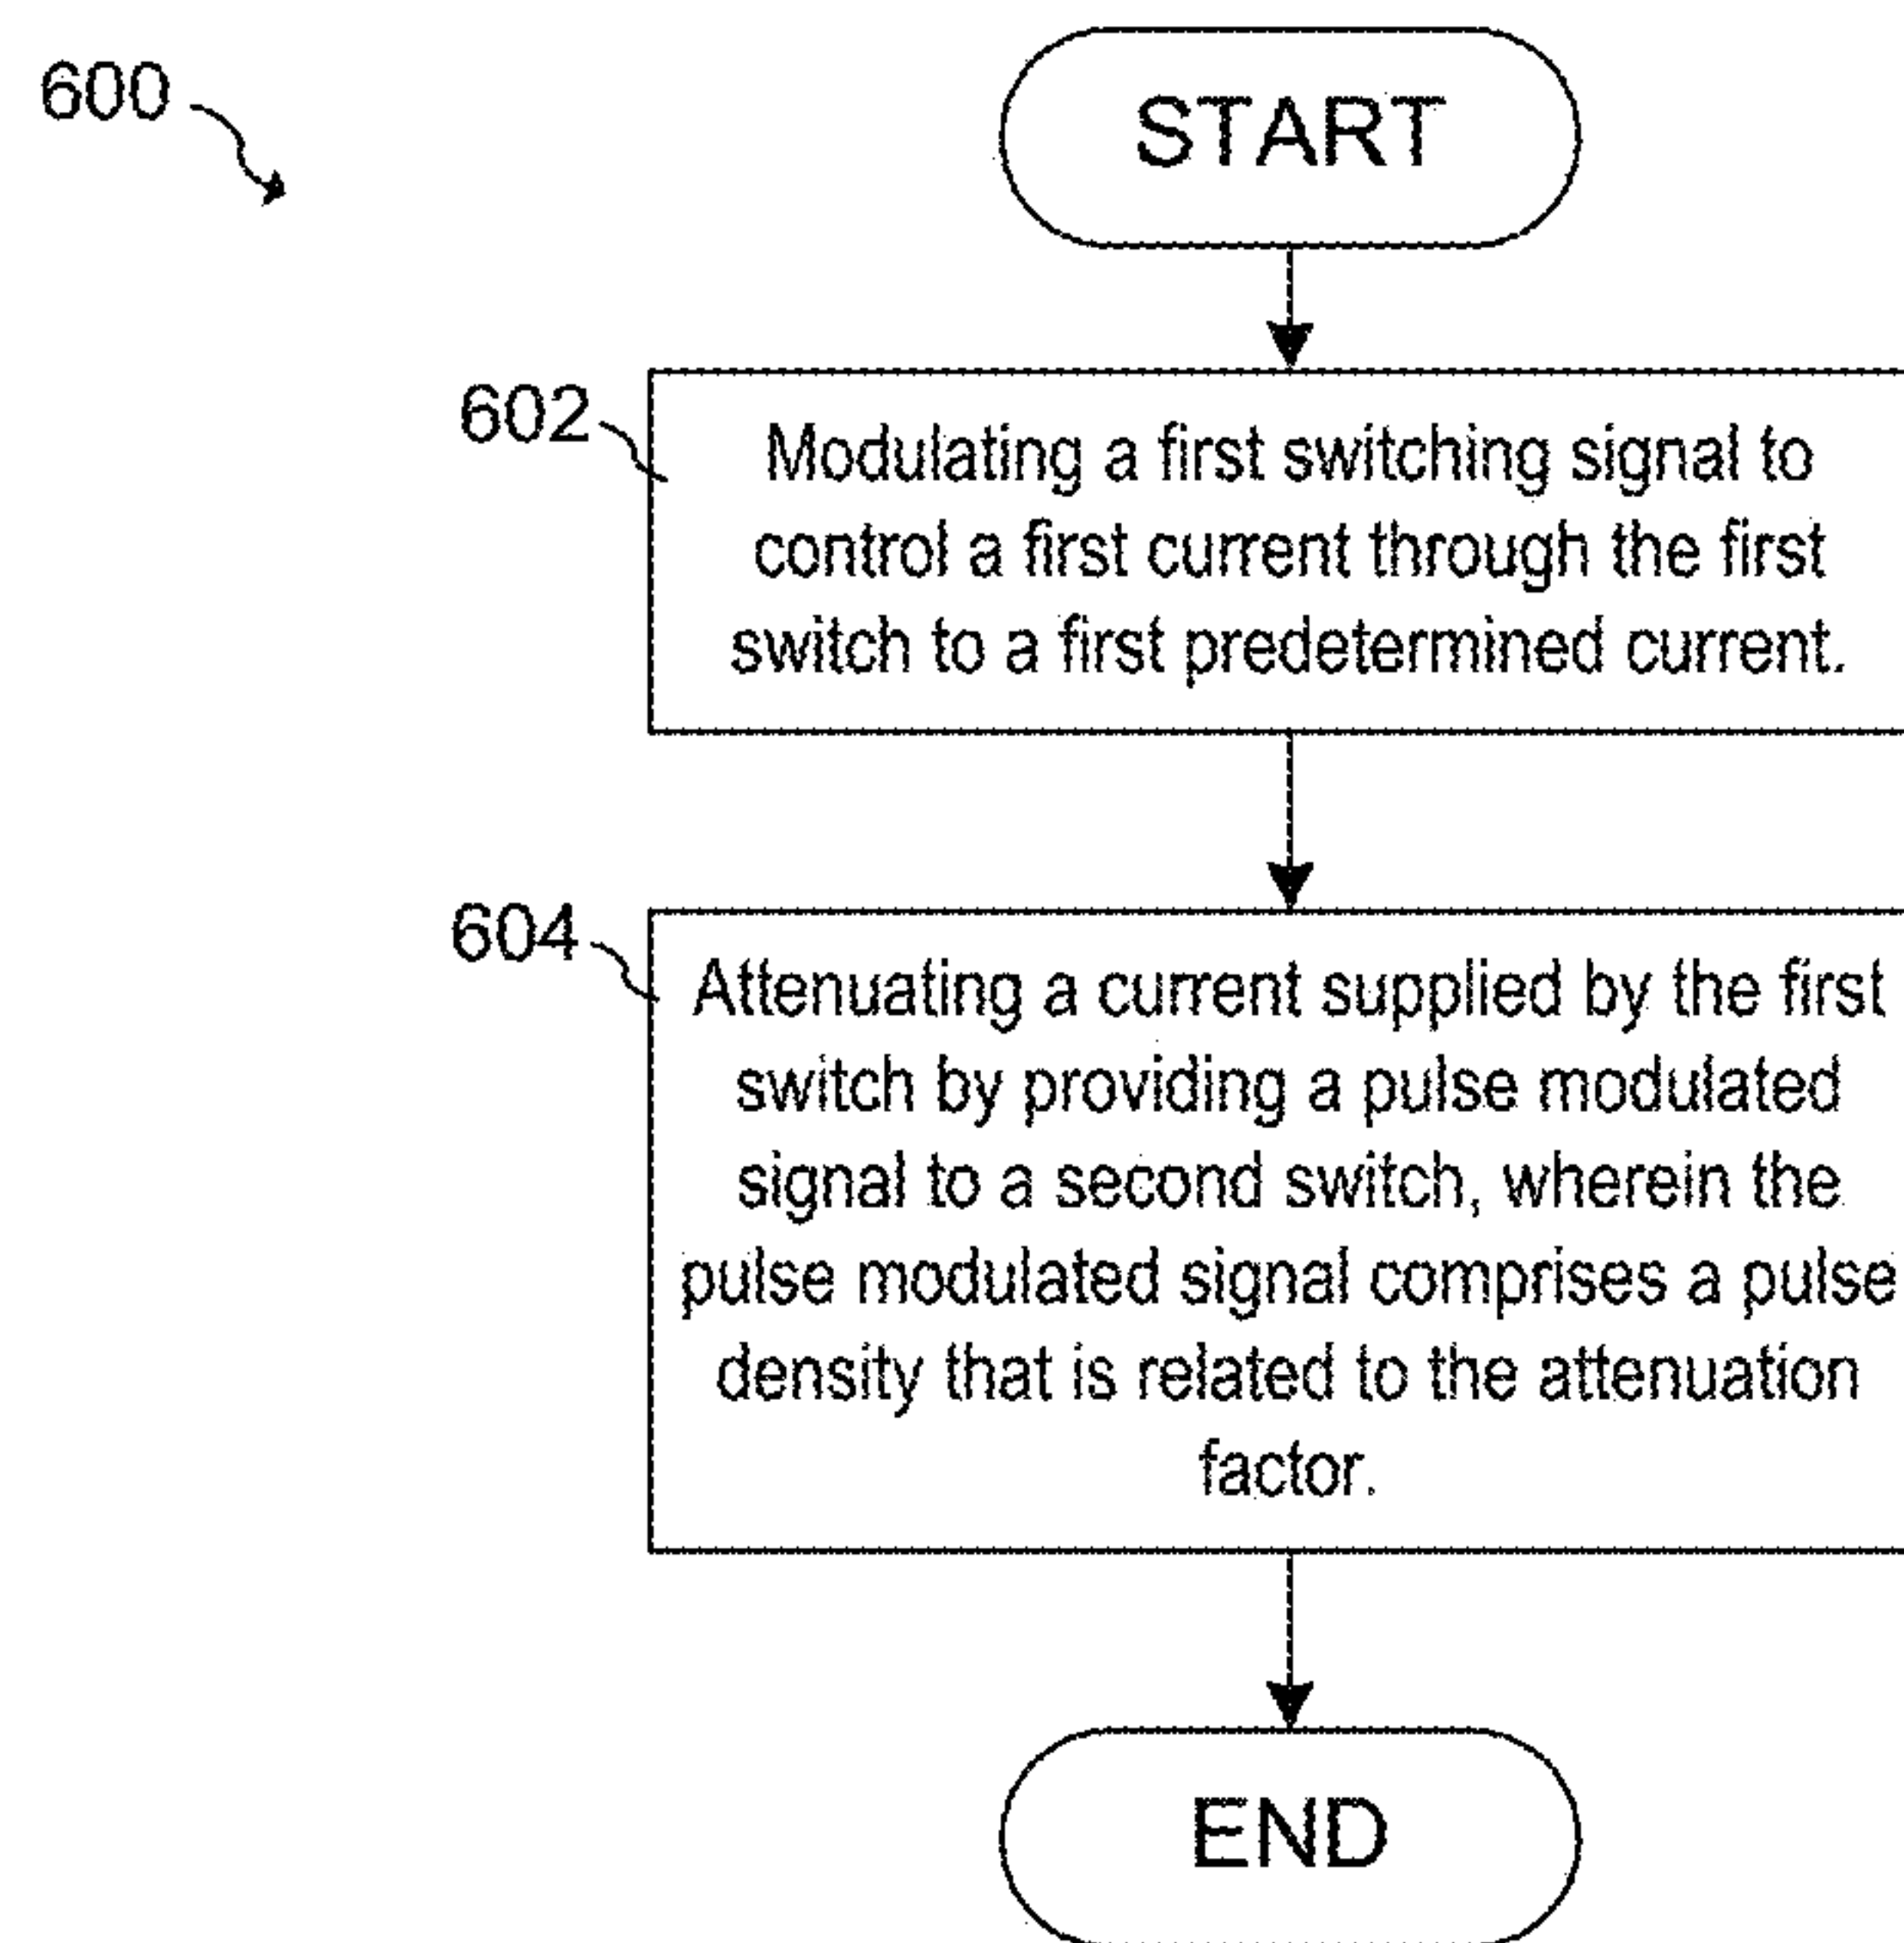 600
START
602
Modulating a first switching signal to
control a first current through the first
switch to a first predetermined current.
604
Attenuating a current supplied by the first
switch by providing a pulse modulated
signal to a second switch, wherein the
pulse modulated signal comprises a pulse
density that is related to the attenuation
factor.
END